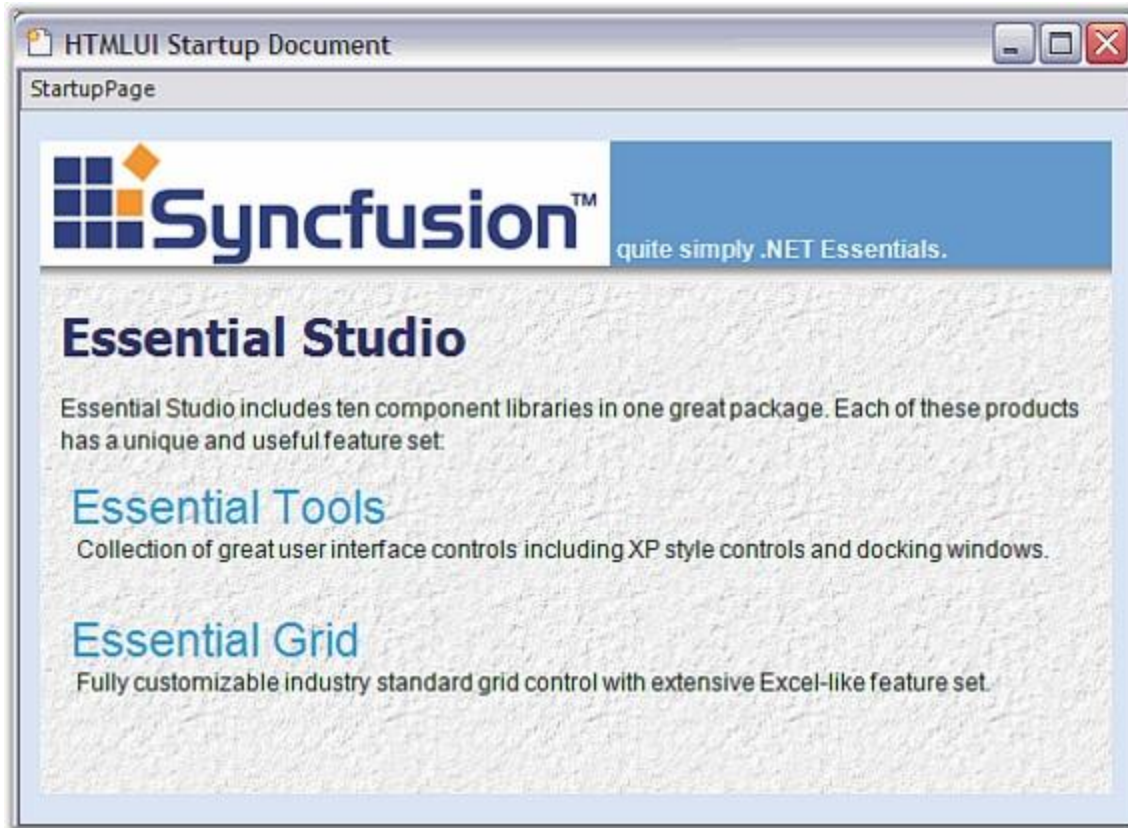 HTMLUI Startup Document
StartupPage
Syncfusion™
quite simply .NET Essentials.
Essential Studio
Essential Studio includes ten component libraries in one great package. Each of these products
has a unique and useful feature set:
Essential Tools
Collection of great user interface controls including XP style controls and docking windows.
Essential Grid
Fully customizable industry standard grid control with extensive Excel-like feature set.